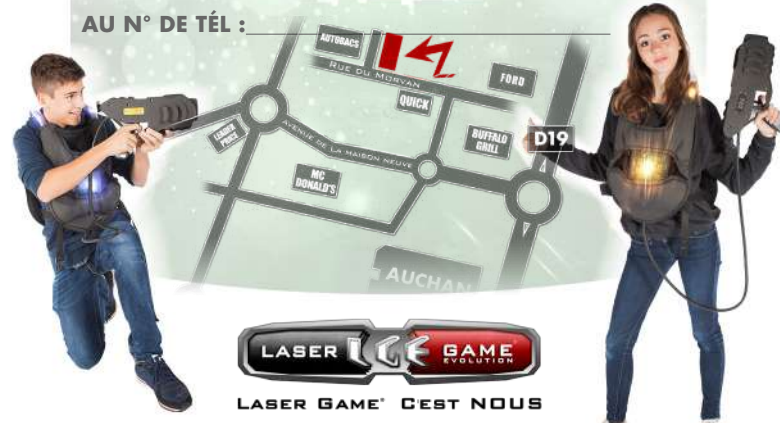 AU N° DE TÉL :
AUTOBACS
RUE DU MORVAN
FORD
QUICK
LEADER
PRICE
AVENUE DE LA MAISON NEUVE
BUFFALO
GRILL
D19
MC
DONALD'S
AUCHAN
LASER LGE GAME
EVOLUTION
LASER GAME® C'EST NOUS